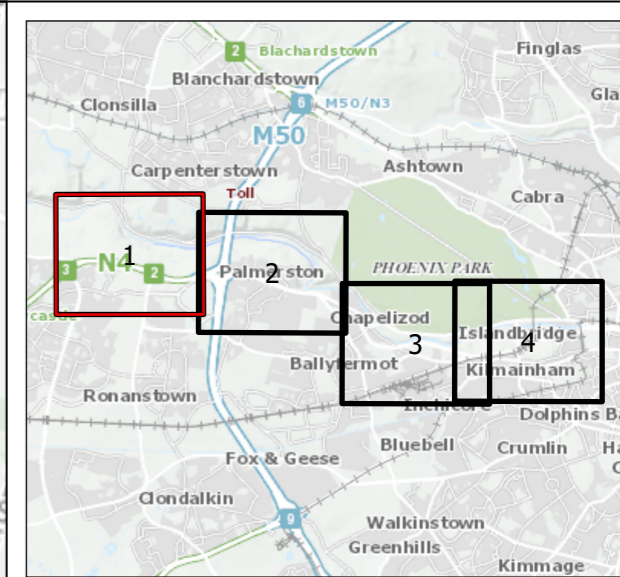 2
Blachardstown
Finglas
Blanchardstown
Clonsilla
6
M50/N3
Gla
M50
Carpenterstown
Ashtown
Toll
Cabra
1
N4
3
2
Palmerston
2
PHOENIX PARK
castle
Chapelizod
3
Islandbridge
4
Ballyfermot
Kilmainham
Ronanstown
Inchicore
Dolphins Ba
Bluebell
Crumlin
Ha
C
Fox & Geese
Clondalkin
9
Walkinstown
Greenhills
Kimmage